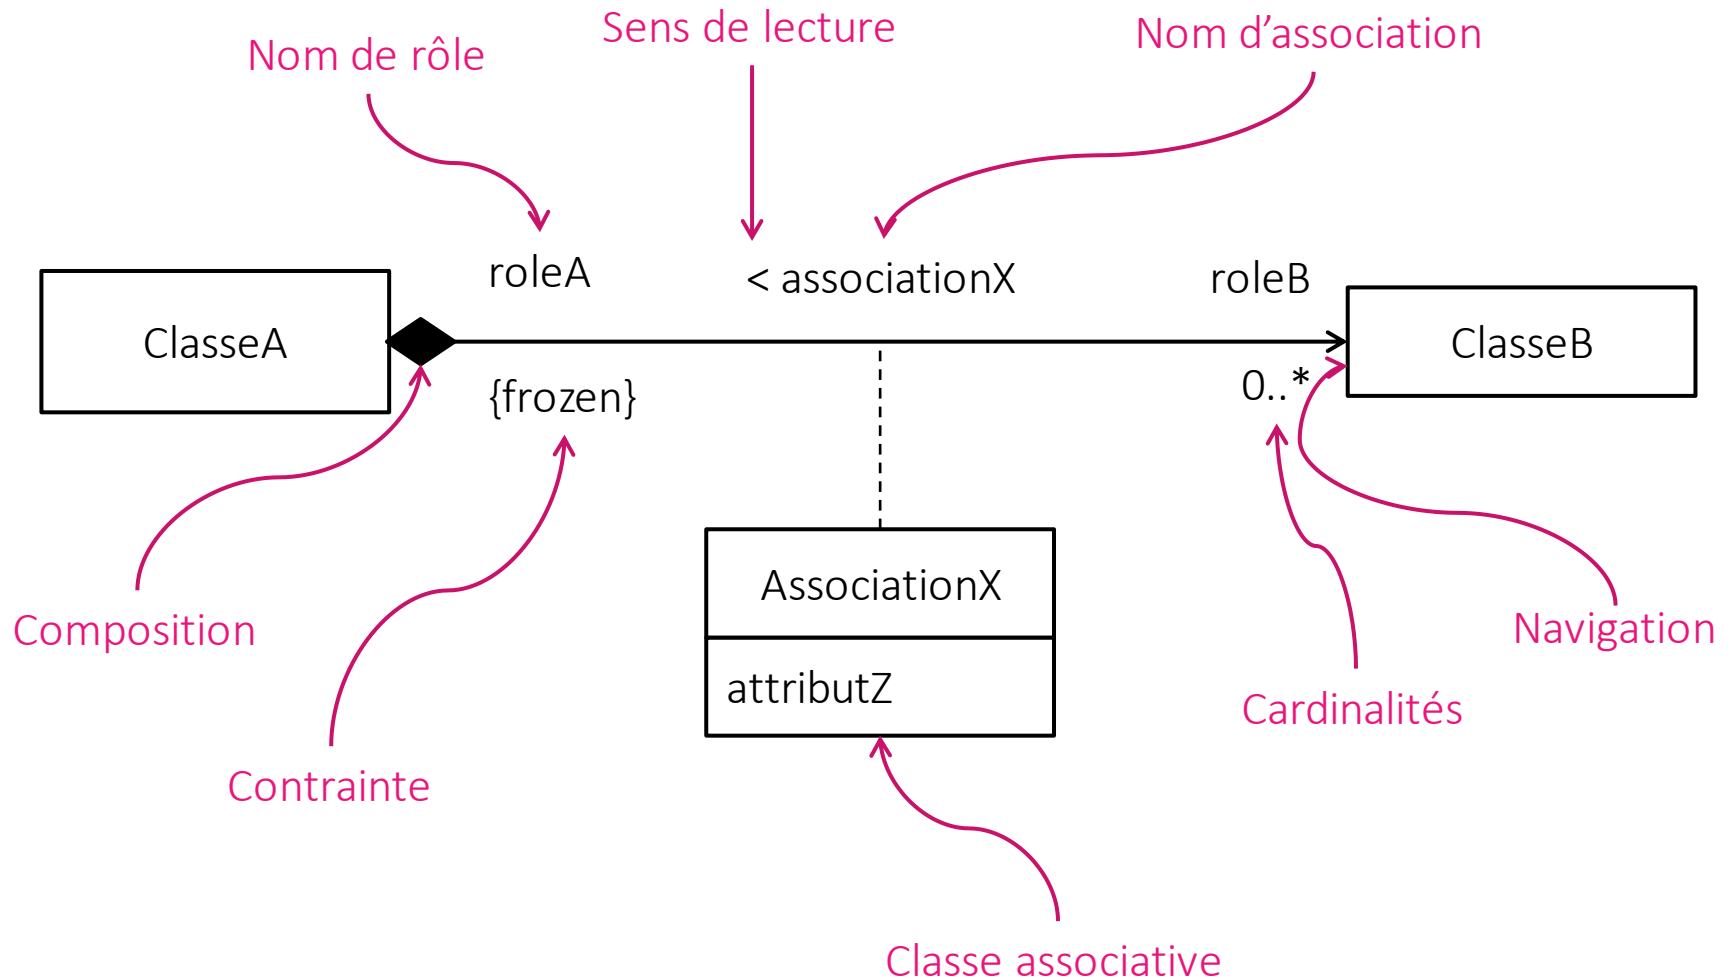 Nom de rôle
Sens de lecture
Nom d’association
roleA
< associationX
roleB
ClasseA
ClasseB
{frozen}
0..*
AssociationX
attributZ
Composition
Navigation
Cardinalités
Contrainte
Classe associative